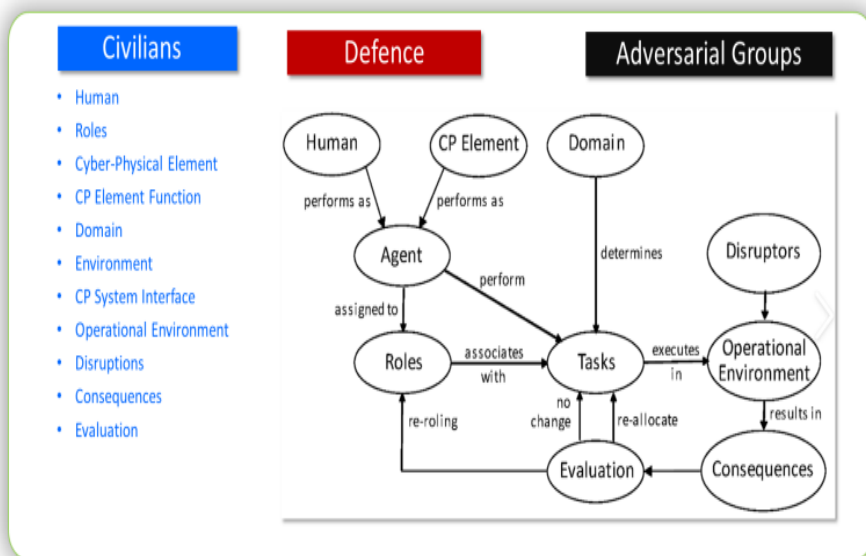 Civilians
Defence
Adversarial Groups
• Human
• Roles
• Cyber-Physical Element
• CP Element Function
• Domain
• Environment
• CP System Interface
• Operational Environment
• Disruptions
• Consequences
• Evaluation
Human
CP Element
Domain
performs as
performs as
Agent
determines
Disruptors
perform
assigned to
Roles
associates
with
Tasks
executes
in
Operational
Environment
no
change
re-allocate
results in
re-roling
Evaluation
Consequences